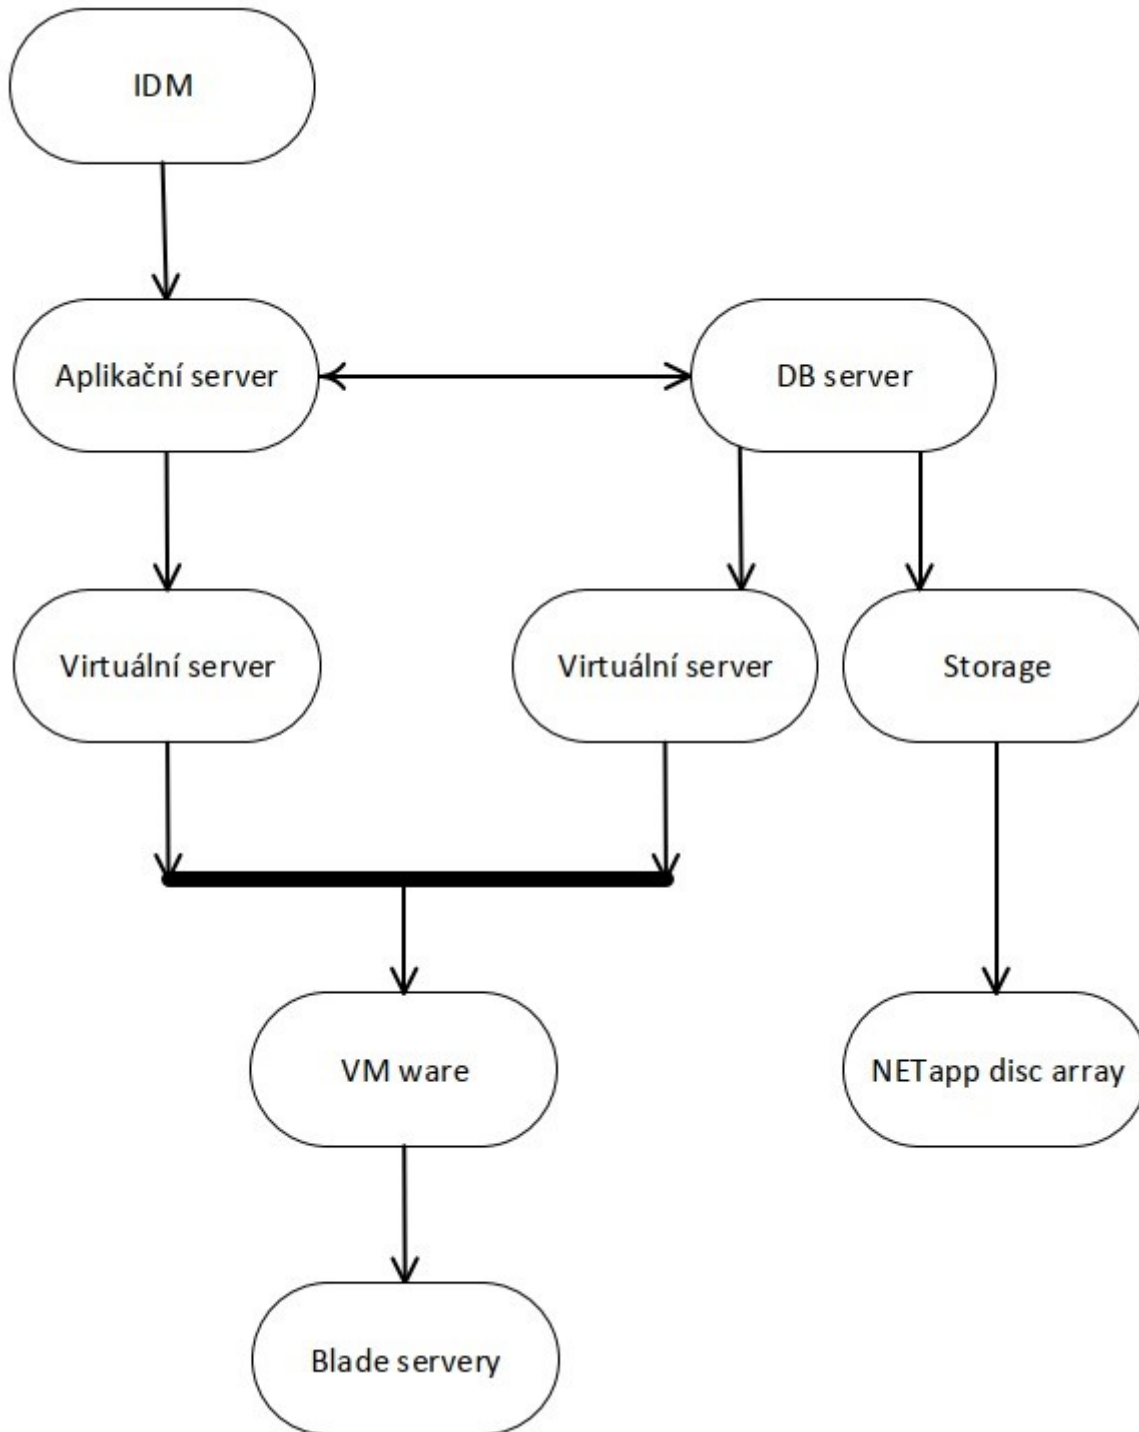 IDM
Aplikační server
DB server
Virtuální server
Virtuální server
Storage
VM ware
NETapp disc array
Blade servery